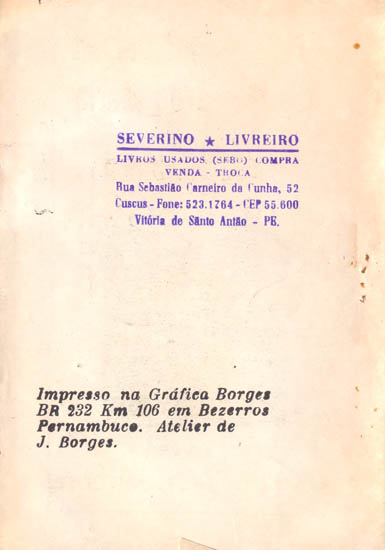 SEVERINO ★ LIVREIRO
LIVROS USADOS (SEBO) COMPRA
VENDA - TROCA
Rua Sebastião Carneiro da Cunha, 52
Cuscus - Fone: 523.1764 - CEP 55.600
Vitória de Santo Antão - PE.
Impresso na Gráfica Borges
BR 232 Km 106 em Bezerros
Pernambuco. Atelier de
J. Borges.